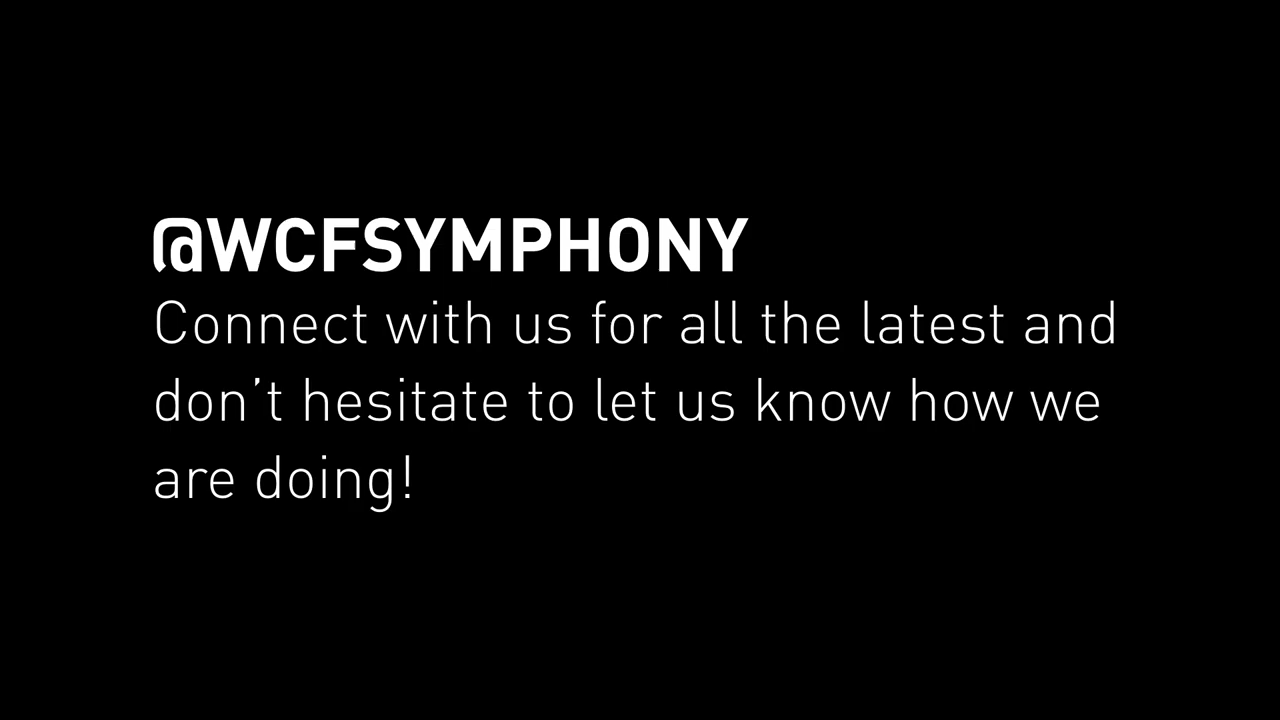 @WCFSYMPHONY
Connect with us for all the latest and
don’t hesitate to let us know how we
are doing!